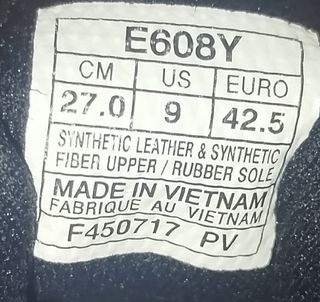 E608Y
CM US EURO
27.0 9 42.5
SYNTHETIC LEATHER & SYNTHETIC
FIBER UPPER / RUBBER SOLE
MADE IN VIETNAM
FABRIQUE AU VIETNAM
F450717 PV